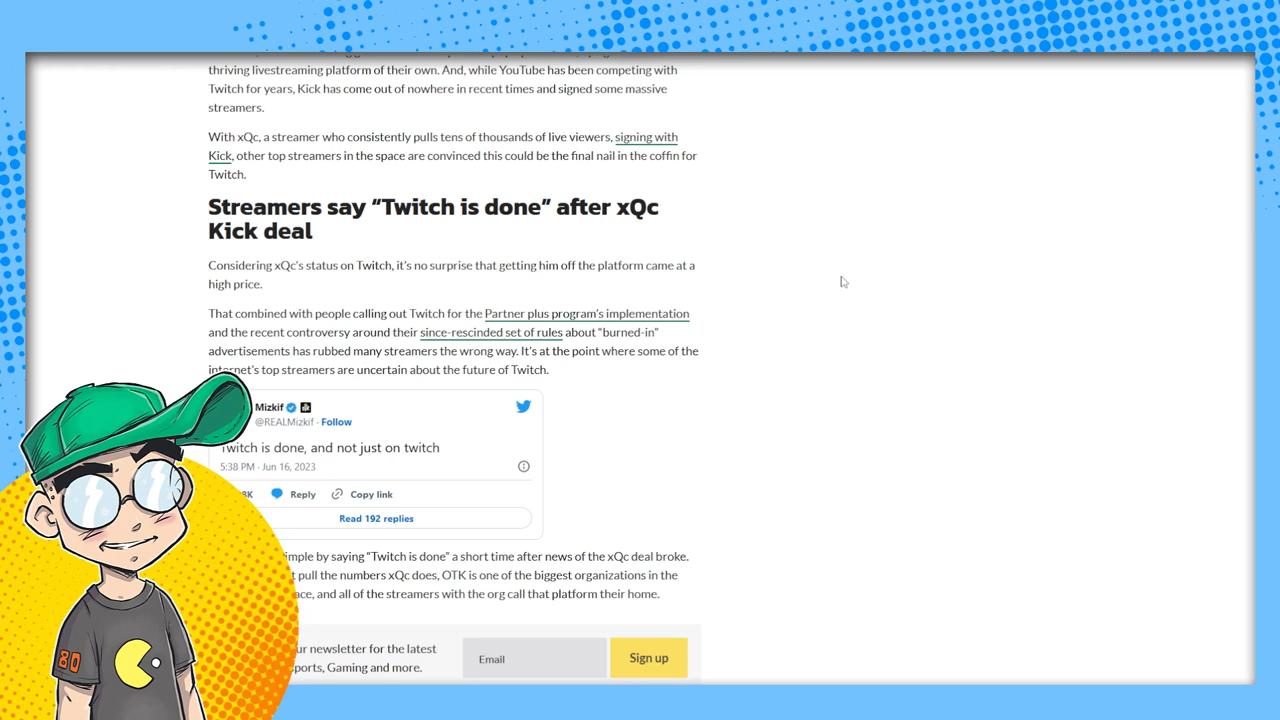 thriving livestreaming platform of their own. And, while YouTube has been competing with
Twitch for years, Kick has come out of nowhere in recent times and signed some massive
streamers.
With xQc, a streamer who consistently pulls tens of thousands of live viewers, signing with
Kick, other top streamers in the space are convinced this could be the final nail in the coffin for
Twitch.
Streamers say “Twitch is done” after xQc
Kick deal
Considering xQc’s status on Twitch, it’s no surprise that getting him off the platform came at a
high price.
That combined with people calling out Twitch for the Partner plus program’s implementation
and the recent controversy around their since-rescinded set of rules about “burned-in”
advertisements has rubbed many streamers the wrong way. It’s at the point where some of the
internet’s top streamers are uncertain about the future of Twitch.
Mizkif
@REALMizkif · Follow
Twitch is done, and not just on twitch
5:38 PM · Jun 16, 2023
Reply Copy link
Read 192 replies
by saying “Twitch is done” a short time after news of the xQc deal broke.
pull the numbers xQc does, OTK is one of the biggest organizations in the
and all of the streamers with the org call that platform their home.
newsletter for the latest
Gaming and more.
Email
Sign up
80